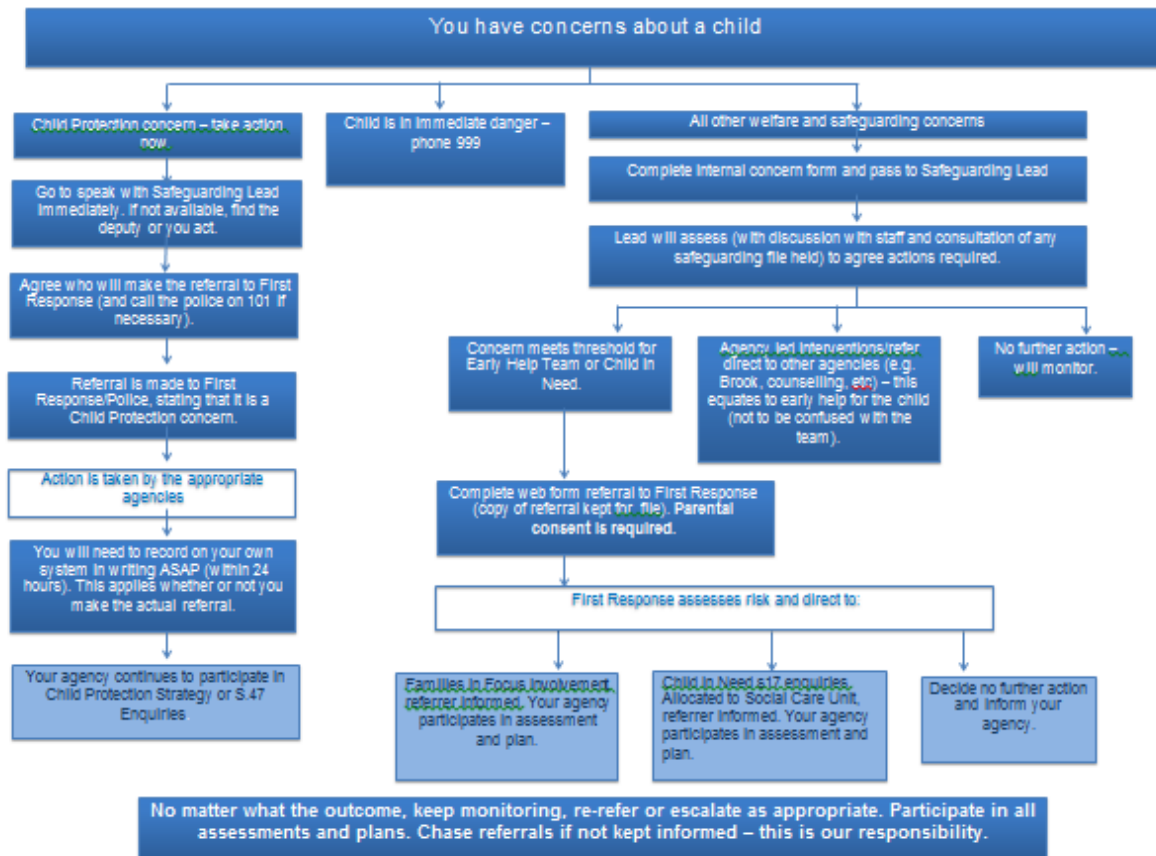 You have concerns about a child
Child Protection concern – take action
now.
Child is in immediate danger –
phone 999
All other welfare and safeguarding concerns
Complete internal concern form and pass to Safeguarding Lead
Go to speak with Safeguarding Lead
immediately. If not available, find the
deputy or you act.
Lead will assess (with discussion with staff and consultation of any
safeguarding file held) to agree actions required.
Agree who will make the referral to First
Response (and call the police on 101 if
necessary).
Concern meets threshold for
Early Help Team or Child in
Need.
Agency led interventions/refer
direct to other agencies (e.g.
Brook, counselling, etc) – this
equates to early help for the child
(not to be confused with the
team).
No further action –
will monitor.
Referral is made to First
Response/Police, stating that it is a
Child Protection concern.
Action is taken by the appropriate
agencies
Complete web form referral to First Response
(copy of referral kept for file). Parental
consent is required.
You will need to record on your own
system in writing ASAP (within 24
hours). This applies whether or not you
make the actual referral.
First Response assesses risk and direct to:
Your agency continues to participate in
Child Protection Strategy or S.47
Enquiries.
Families in Focus involvement,
referrer informed. Your agency
participates in assessment
and plan.
Child in Need s17 enquiries.
Allocated to Social Care Unit,
referrer informed. Your agency
participates in assessment and
plan.
Decide no further action
and inform your
agency.
No matter what the outcome, keep monitoring, re-refer or escalate as appropriate. Participate in all
assessments and plans. Chase referrals if not kept informed – this is our responsibility.